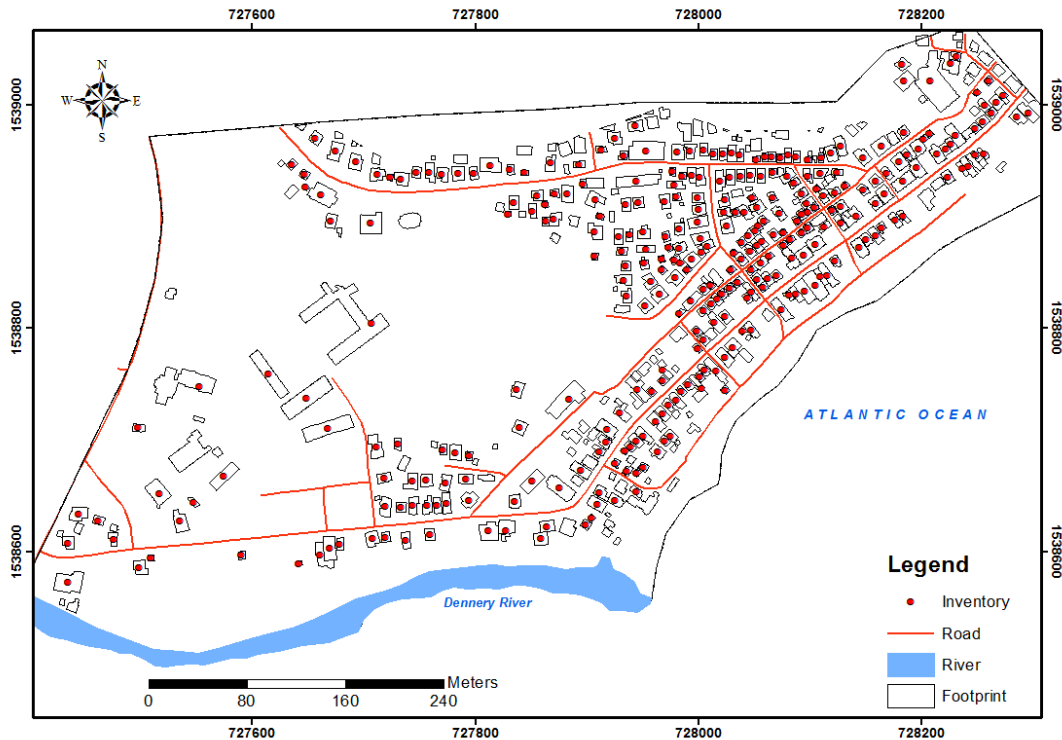 727600 727800 728000 728200
1539000 1539000
N
W E
S
1538800 1538800
ATLANTIC OCEAN
1538600 1538600
Legend
Inventory
Dennery River
Road
River
Meters
Footprint
0 80 160 240
727600 727800 728000 728200